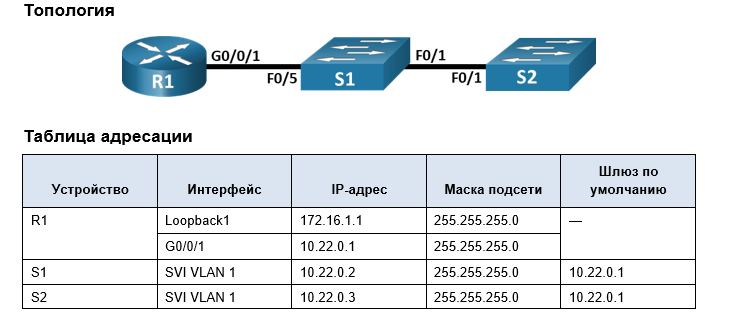 Топология
G0/0/1
F0/1
R1
F0/5
S1
F0/1
S2
Таблица адресации
Устройство
Интерфейс
IP-адрес
Маска подсети
Шлюз по
умолчанию
R1
Loopback1
172.16.1.1
255.255.255.0
—
G0/0/1
10.22.0.1
255.255.255.0
S1
SVI VLAN 1
10.22.0.2
255.255.255.0
10.22.0.1
S2
SVI VLAN 1
10.22.0.3
255.255.255.0
10.22.0.1